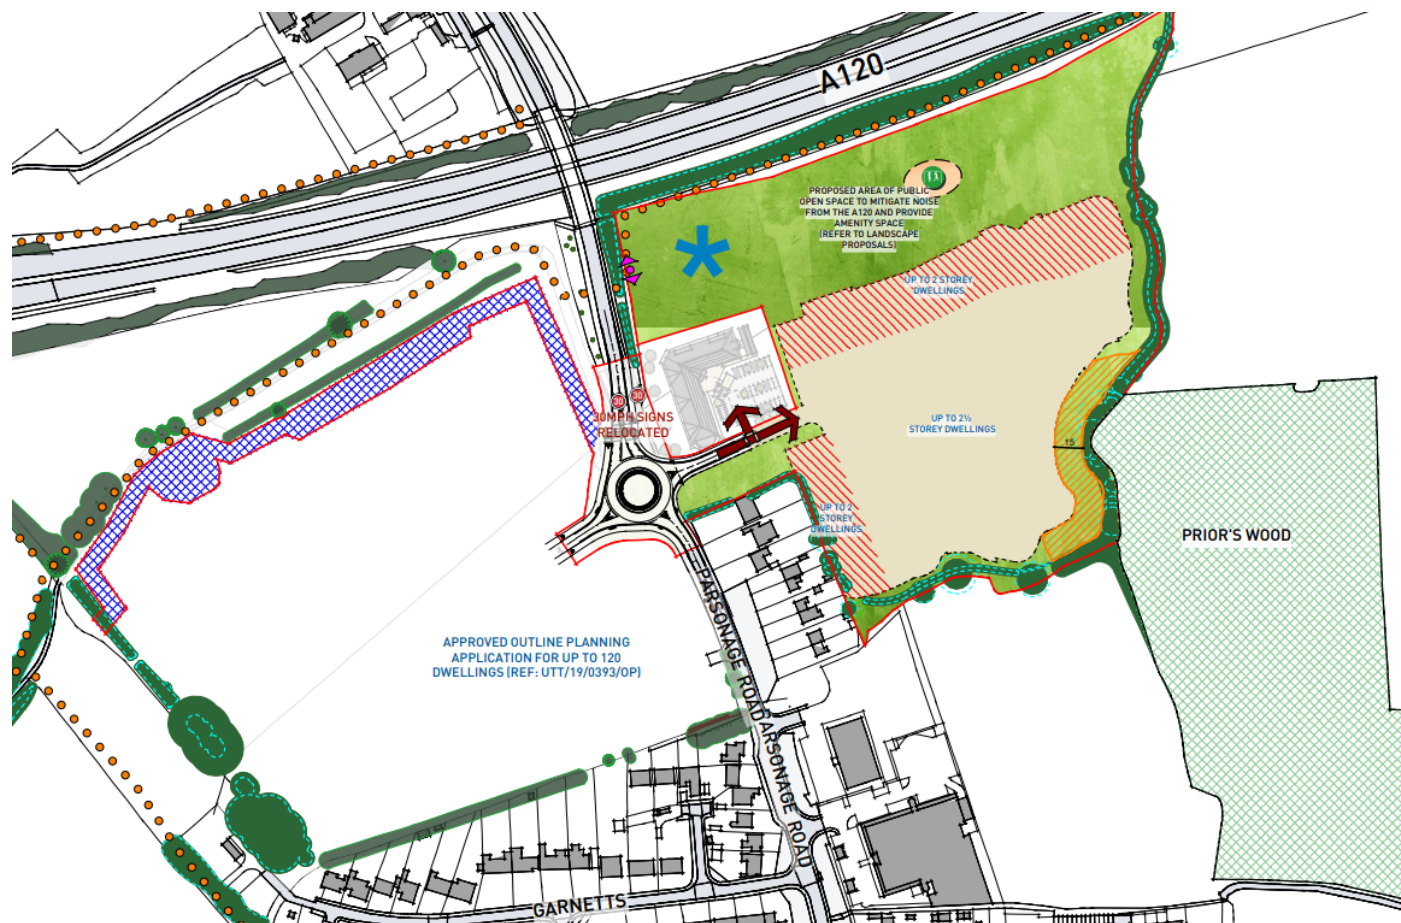 A120
PROPOSED AREA OF PUBLIC
OPEN SPACE TO MITIGATE NOISE
FROM THE A120 AND PROVIDE
AMENITY SPACE
(REFER TO LANDSCAPE
PROPOSALS)
*
UP TO 2 STOREY
DWELLINGS
30
30
30MPH SIGNS
RELOCATED
UP TO 2½
STOREY DWELLINGS
15
UP TO 2
STOREY
DWELLINGS
PRIOR'S WOOD
PARSONAGE ROAD
APPROVED OUTLINE PLANNING
APPLICATION FOR UP TO 120
DWELLINGS (REF: UTT/19/0393/OP)
PARSONAGE ROAD
GARNETTS